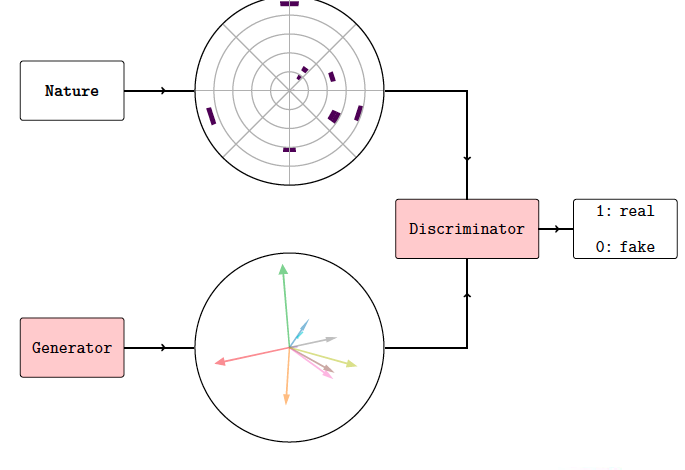 Nature
Discriminator
1: real
0: fake
Generator